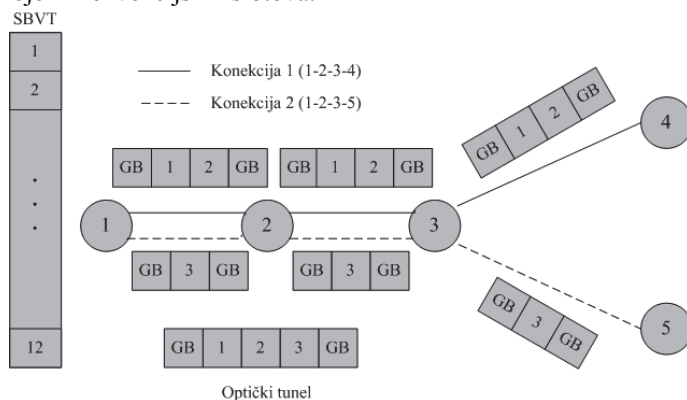 SBVT
1
2
12
Konekcija 1 (1-2-3-4)
Konekcija 2 (1-2-3-5)
GB 1 2 GB
GB 1 2 GB
GB 1 2 GB
4
1
2
3
GB 3 GB
GB 3 GB
GB 3 GB
5
GB 1 2 3 GB
Optički tunel